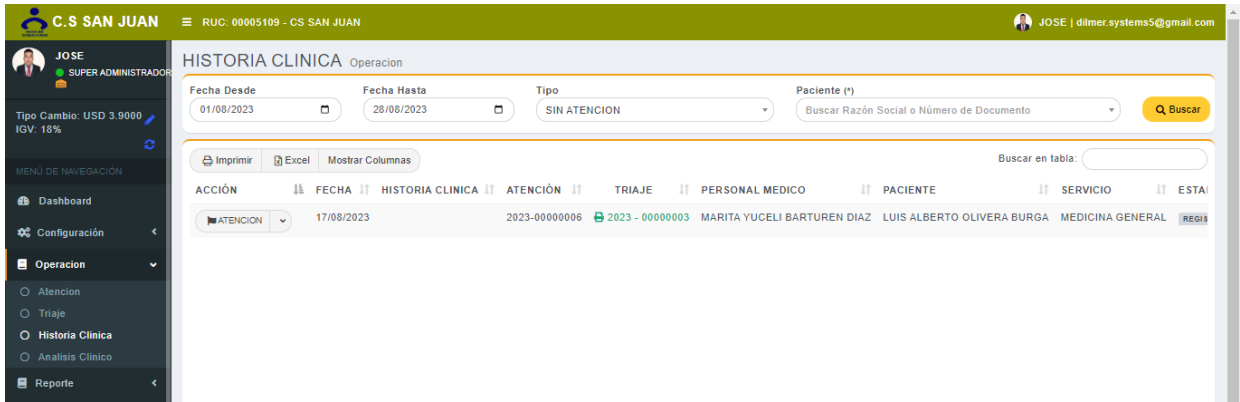 C.S SAN JUAN
RUC: 00005109 - CS SAN JUAN
JOSE | dilmer.systems5@gmail.com
JOSE
SUPER ADMINISTRADOR
Tipo Cambio: USD 3.9000
IGV: 18%
MENÚ DE NAVEGACIÓN
Dashboard
Configuración
Operacion
Atencion
Triaje
Historia Clinica
Analisis Clinico
Reporte
HISTORIA CLINICA Operacion
Fecha Desde Fecha Hasta Tipo Paciente (*)
01/08/2023 28/08/2023 SIN ATENCION Buscar Razón Social o Número de Documento Buscar
Imprimir Excel Mostrar Columnas Buscar en tabla:
ACCIÓN FECHA HISTORIA CLINICA ATENCIÒN TRIAJE PERSONAL MEDICO PACIENTE SERVICIO ESTA
ATENCION 17/08/2023 2023-00000006 2023 - 00000003 MARITA YUCELI BARTUREN DIAZ LUIS ALBERTO OLIVERA BURGA MEDICINA GENERAL REGIS